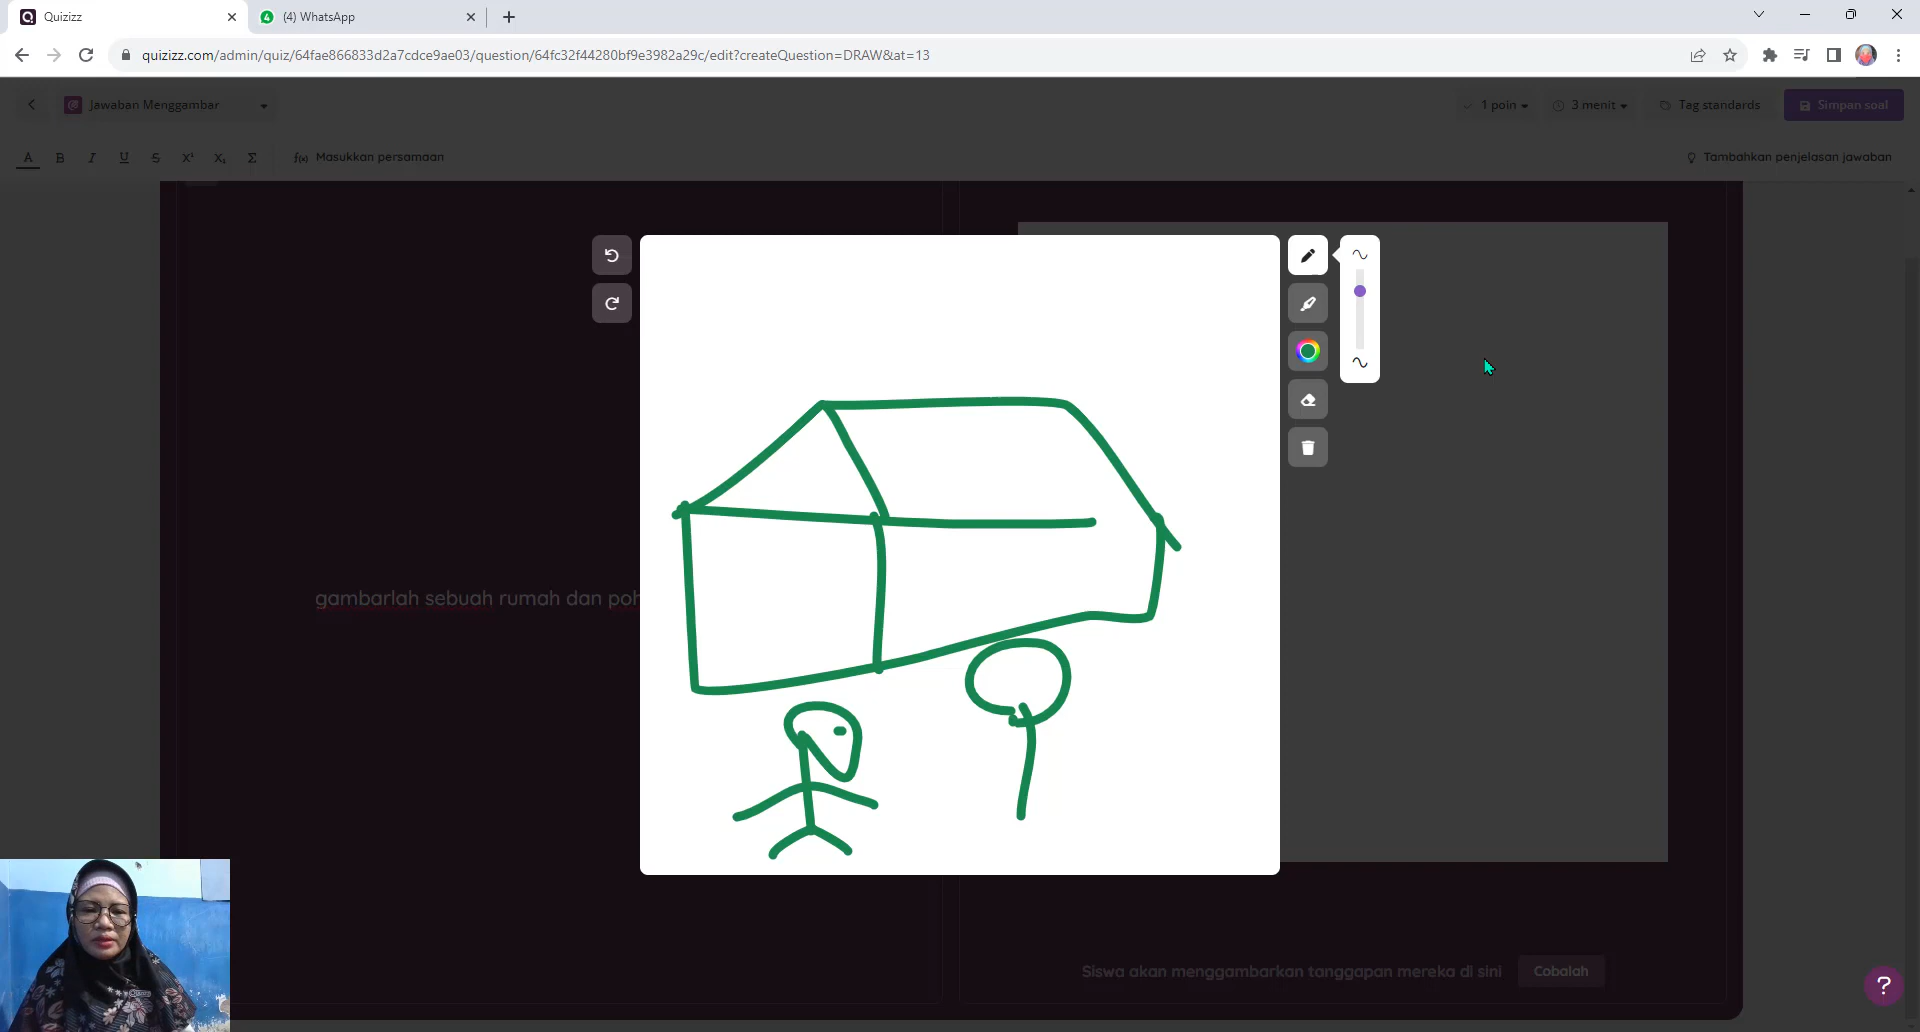 Quizizz
(4) WhatsApp
quizizz.com/admin/quiz/64fae866833d2a7cdce9ae03/question/64fc32f44280bf9e3982a29c/edit?createQuestion=DRAW&at=13
Jawaban Menggambar
1 poin
3 menit
Tag standards
Simpan soal
A B I U S X² X₂ Σ f(x) Masukkan persamaan
Tambahkan penjelasan jawaban
gambarlah sebuah rumah dan poh
Siswa akan menggambarkan tanggapan mereka di sini
Cobalah
?